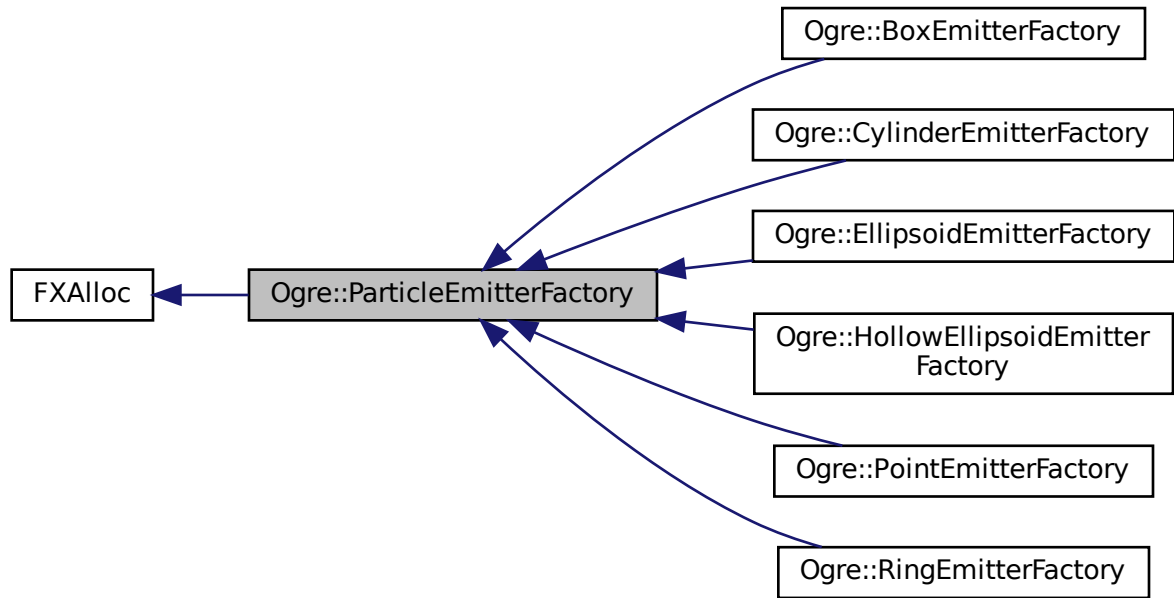 Ogre::BoxEmitterFactory
Ogre::CylinderEmitterFactory
Ogre::EllipsoidEmitterFactory
FXAlloc
Ogre::ParticleEmitterFactory
Ogre::HollowEllipsoidEmitter
Factory
Ogre::PointEmitterFactory
Ogre::RingEmitterFactory